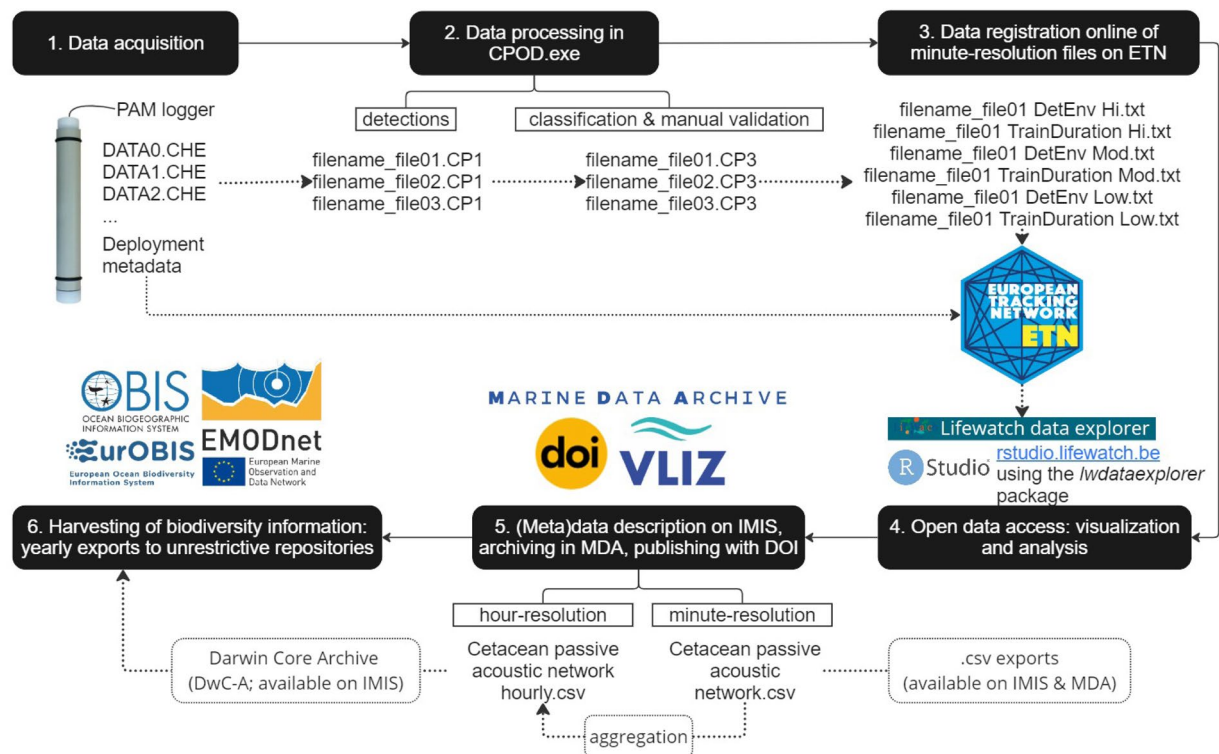 1. Data acquisition
2. Data processing in
CPOD.exe
3. Data registration online of
minute-resolution files on ETN
PAM logger
DATA0.CHE
DATA1.CHE
DATA2.CHE
...
Deployment
metadata
detections
classification & manual validation
filename_file01.CP1
filename_file02.CP1
filename_file03.CP1
filename_file01.CP3
filename_file02.CP3
filename_file03.CP3
filename_file01 DetEnv Hi.txt
filename_file01 TrainDuration Hi.txt
filename_file01 DetEnv Mod.txt
filename_file01 TrainDuration Mod.txt
filename_file01 DetEnv Low.txt
filename_file01 TrainDuration Low.txt
EUROPEAN
TRACKING
NETWORK
ETN
OBIS
OCEAN BIOGEOGRAPHIC
INFORMATION SYSTEM
EurOBIS
European Ocean Biodiversity
Information System
EMODnet
European Marine
Observation and
Data Network
MARINE DATA ARCHIVE
doi
VLIZ
Lifewatch data explorer
R Studio
rstudio.lifewatch.be
using the lwdataexplorer
package
6. Harvesting of biodiversity information:
yearly exports to unrestrictive repositories
5. (Meta)data description on IMIS,
archiving in MDA, publishing with DOI
4. Open data access: visualization
and analysis
hour-resolution
minute-resolution
Darwin Core Archive
(DwC-A; available on IMIS)
Cetacean passive
acoustic network
hourly.csv
Cetacean passive
acoustic
network.csv
.csv exports
(available on IMIS & MDA)
aggregation